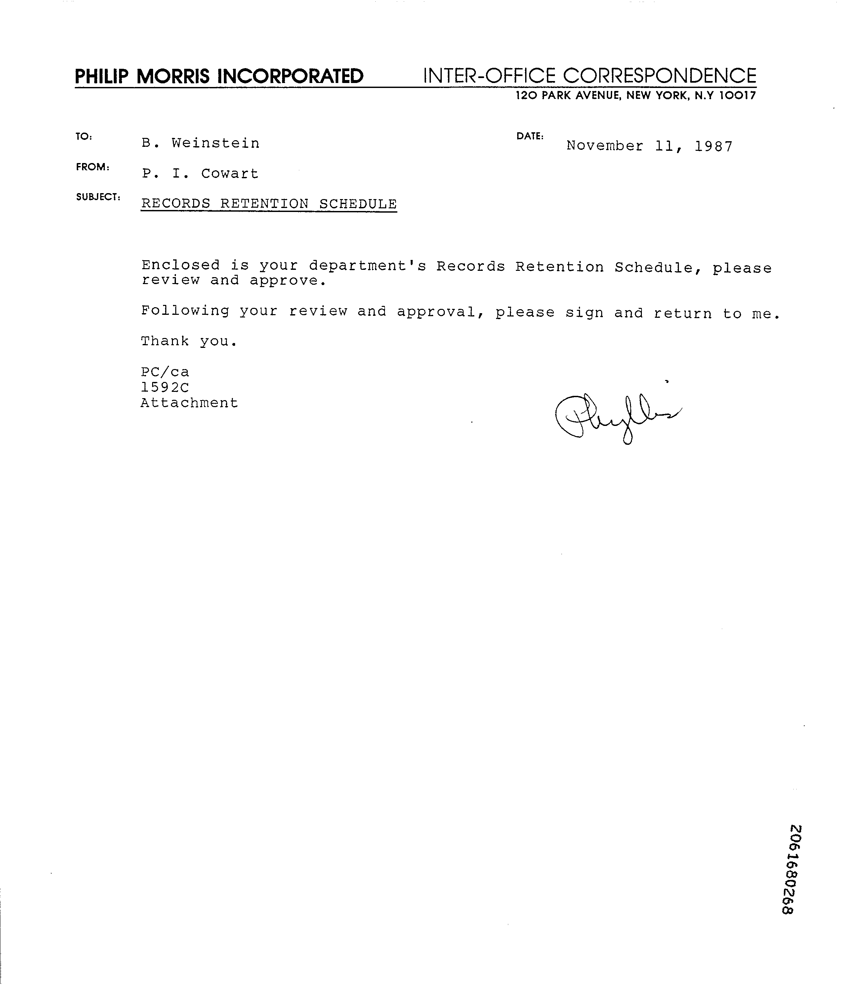 PHILIP MORRIS INCORPORATED INTER-OFFICE CORRESPONDENCE
120 PARK AVENUE, NEW YORK, N.Y 10017
TO: B. Weinstein DATE: November 11, 1987
FROM: P. I. Cowart
SUBJECT: RECORDS RETENTION SCHEDULE
Enclosed is your department's Records Retention Schedule, please
review and approve.
Following your review and approval, please sign and return to me.
Thank you.
PC/ca
1592C
Attachment
Phyllis
2061680268